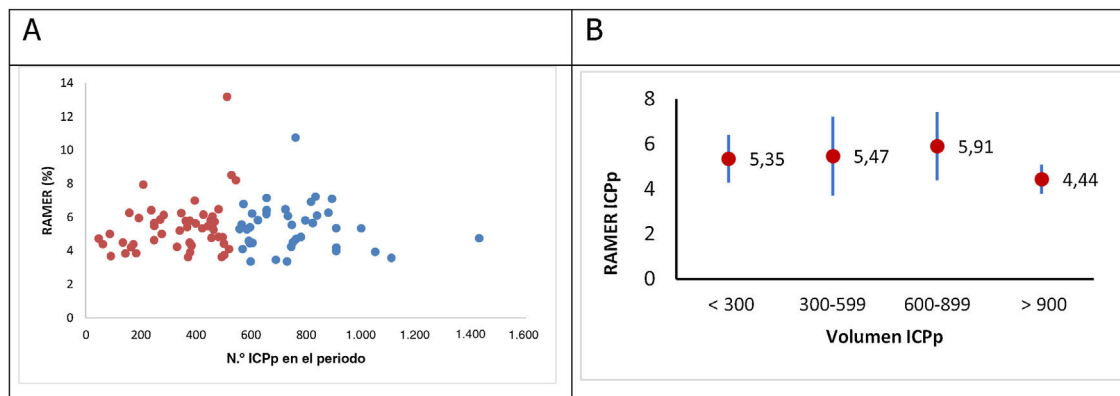 A
B
14
12
10
8
6
4
2
0
RAMER (%)
0 200 400 600 800 1.000 1.200 1.400 1.600
N.º ICPp en el periodo
8
6
4
2
0
RAMER ICPp
5,35
5,47
5,91
4,44
< 300 300-599 600-899 > 900
Volumen ICPp